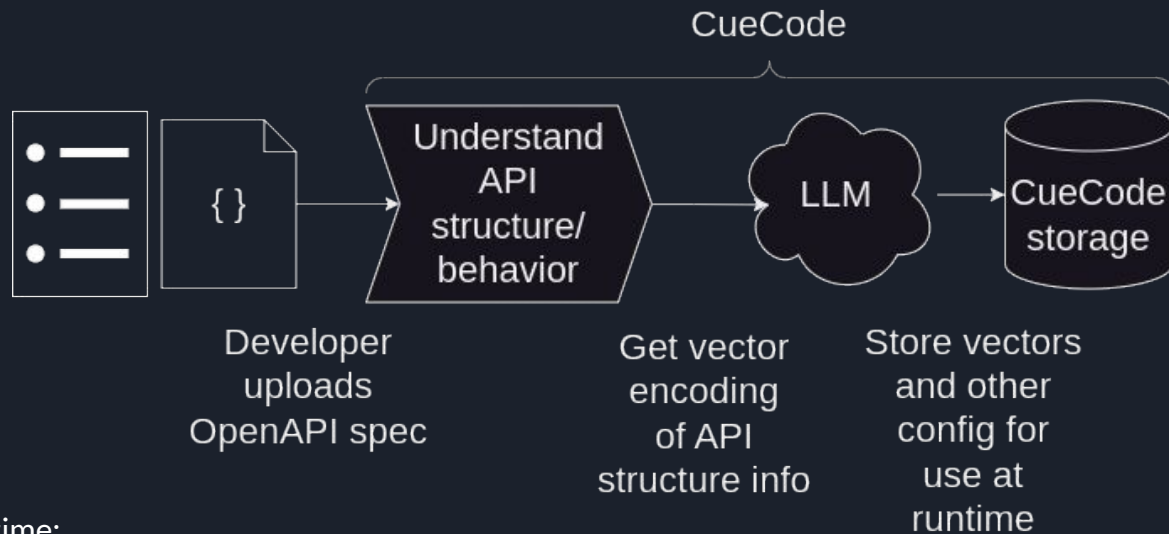 CueCode
{ }
Understand
API
structure/
behavior
LLM
CueCode
storage
Developer
uploads
OpenAPI spec
Get vector
encoding
of API
structure info
Store vectors
and other
config for
use at
runtime
ime: